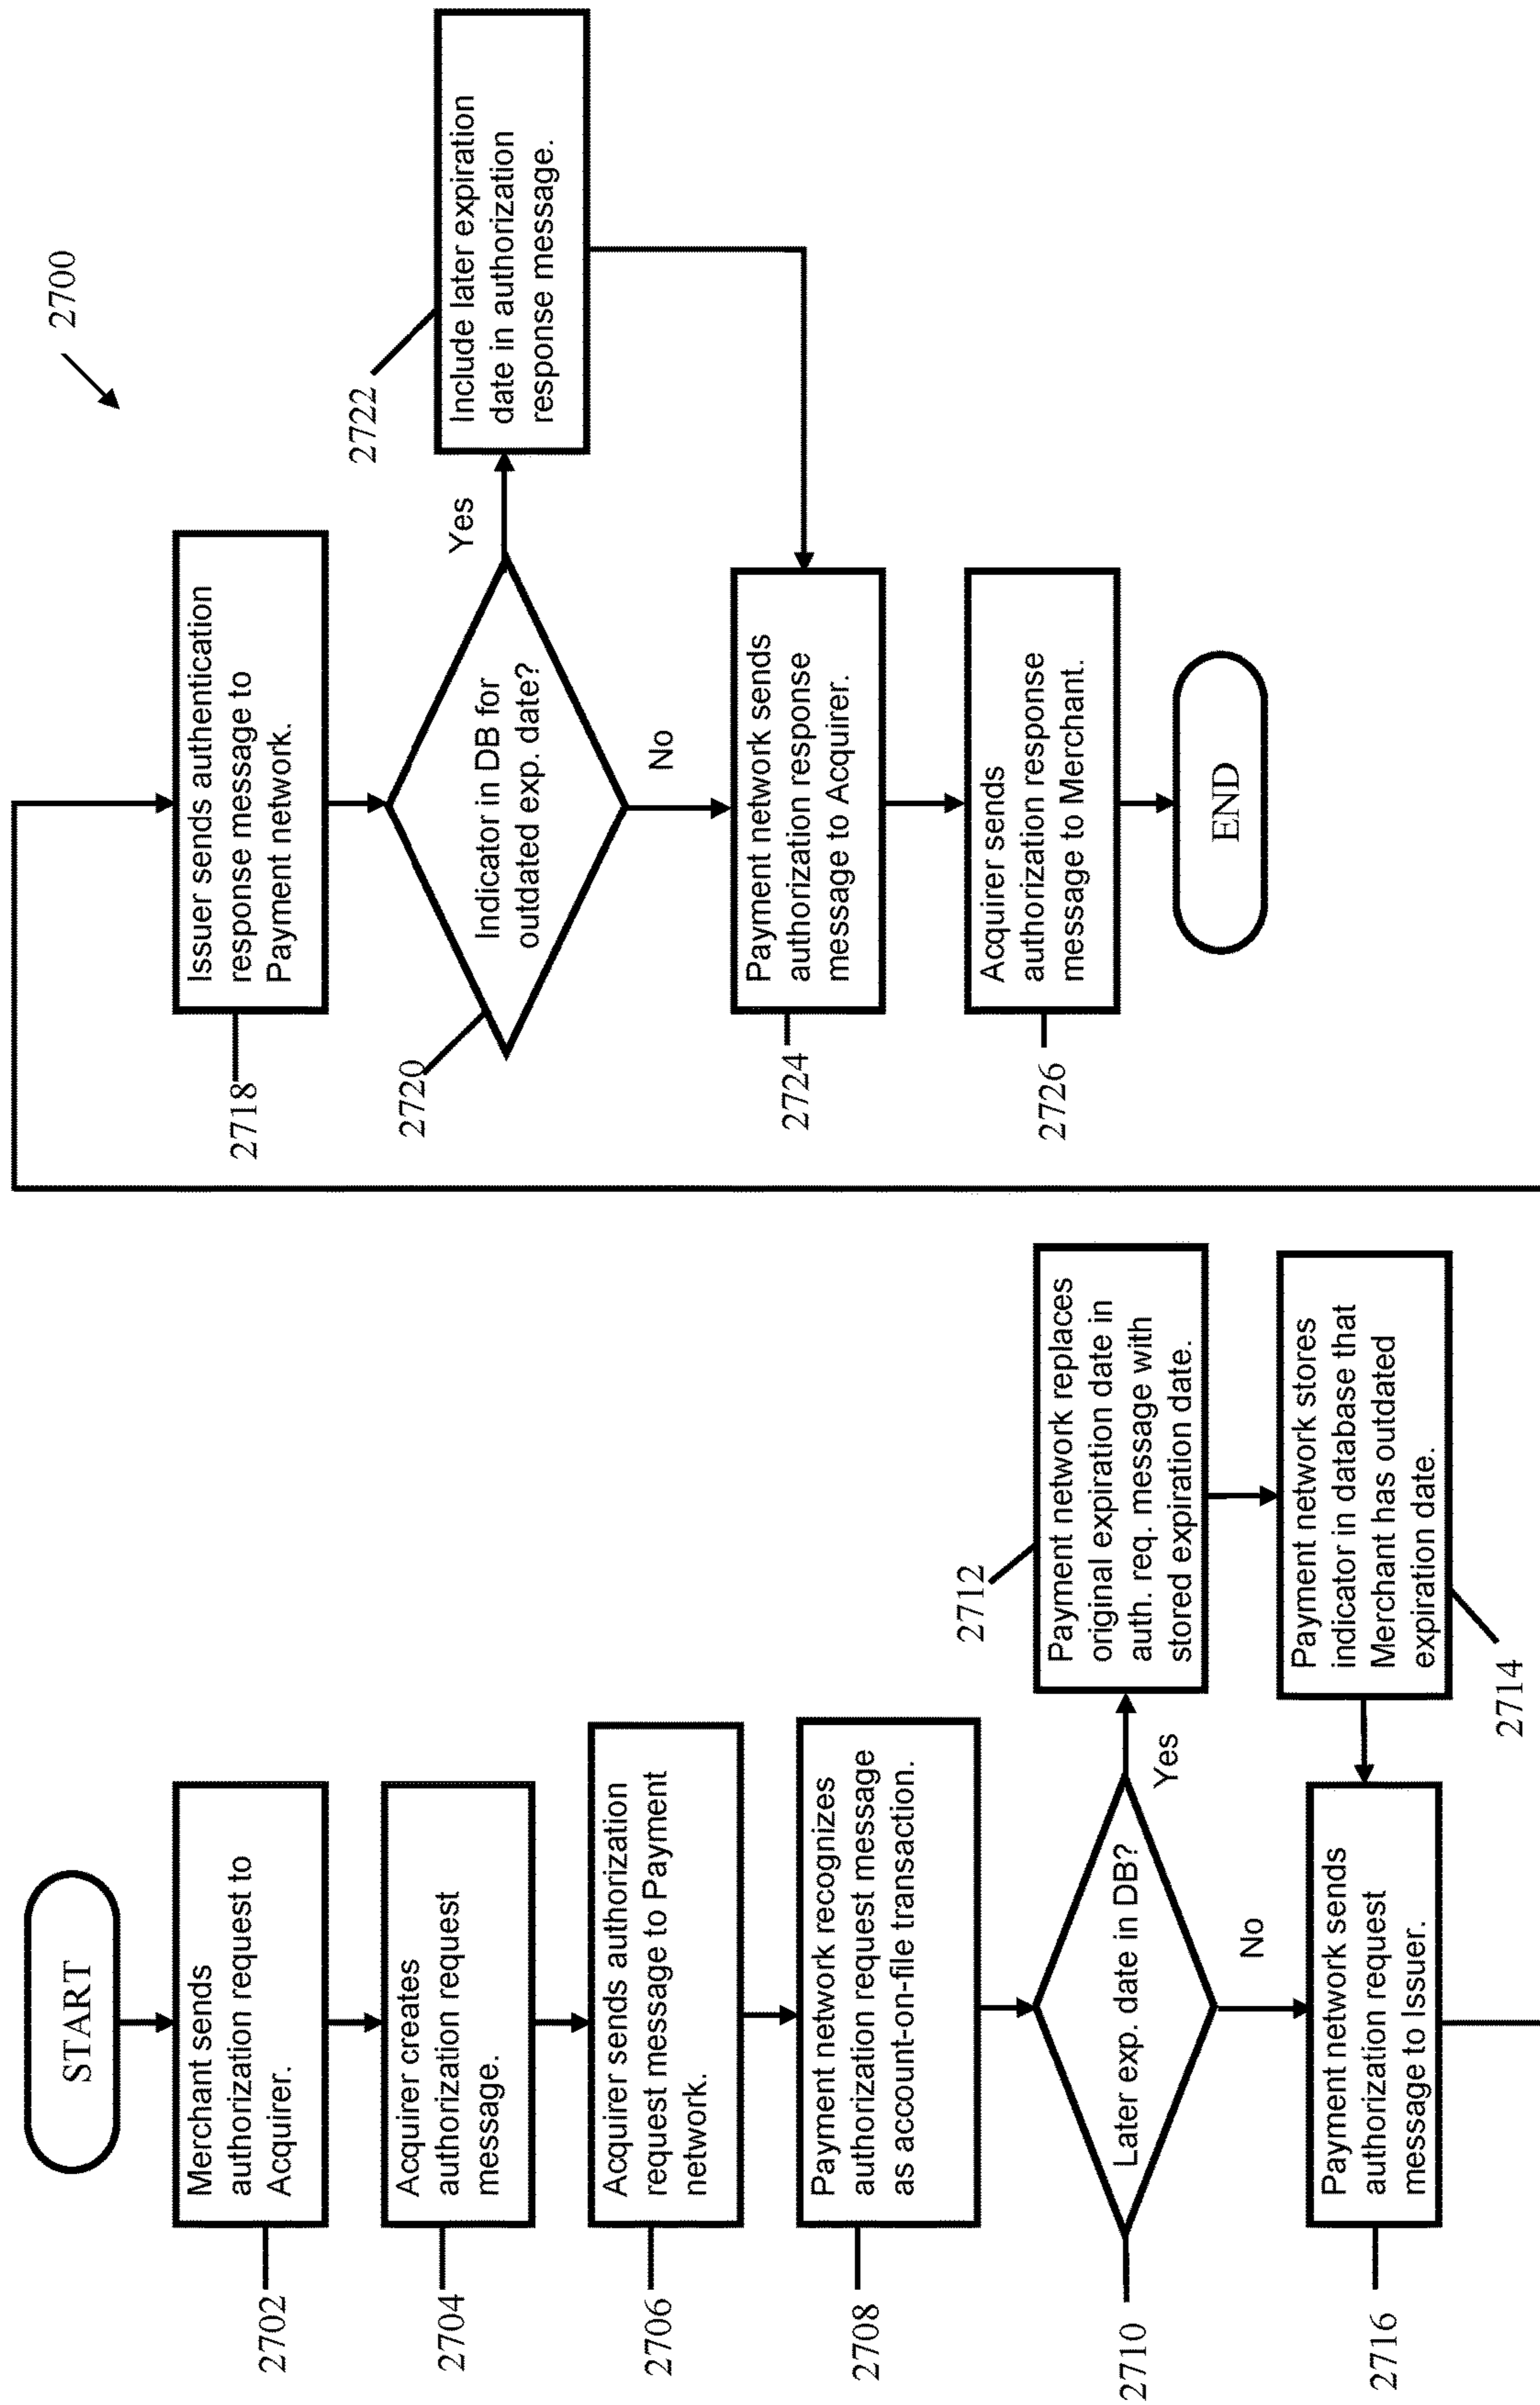 2700
START
2702
Merchant sends
authorization request to
Acquirer.
2704
Acquirer creates
authorization request
message.
2706
Acquirer sends authorization
request message to Payment
network.
2708
Payment network recognizes
authorization request message
as account-on-file transaction.
2710
Later exp. date in DB?
Yes
No
2712
Payment network replaces
original expiration date in
auth. req. message with
stored expiration date.
2714
Payment network stores
indicator in database that
Merchant has outdated
expiration date.
2716
Payment network sends
authorization request
message to Issuer.
2718
Issuer sends authentication
response message to
Payment network.
2720
Indicator in DB for
outdated exp. date?
Yes
No
2722
Include later expiration
date in authorization
response message.
2724
Payment network sends
authorization response
message to Acquirer.
2726
Acquirer sends
authorization response
message to Merchant.
END